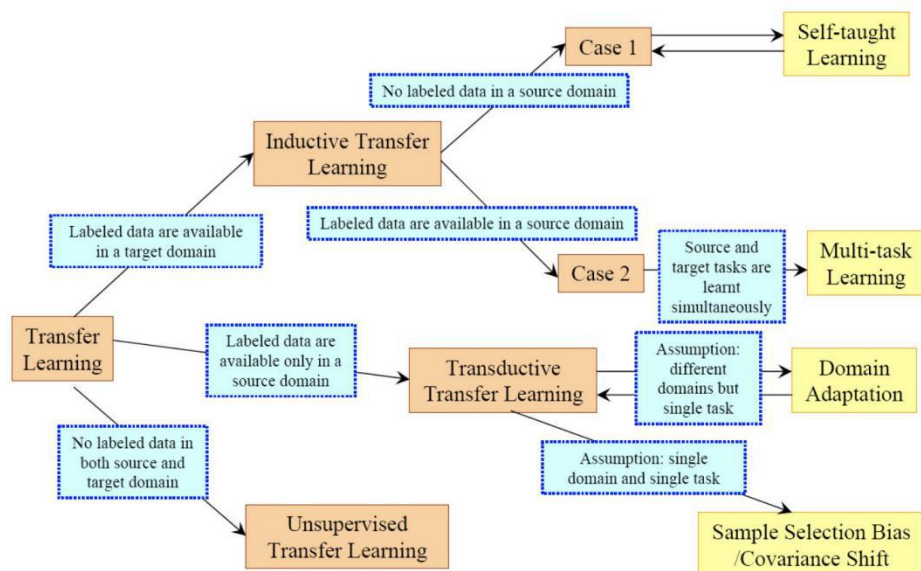 Case 1
Self-taught
Learning
No labeled data in a source domain
Inductive Transfer
Learning
Labeled data are available
in a target domain
Labeled data are available in a source domain
Case 2
Source and
target tasks are
learnt
simultaneously
Multi-task
Learning
Transfer
Learning
Labeled data are
available only in a
source domain
Transductive
Transfer Learning
Assumption:
different
domains but
single task
Domain
Adaptation
No labeled data in
both source and
target domain
Assumption: single
domain and single task
Unsupervised
Transfer Learning
Sample Selection Bias
/Covariance Shift